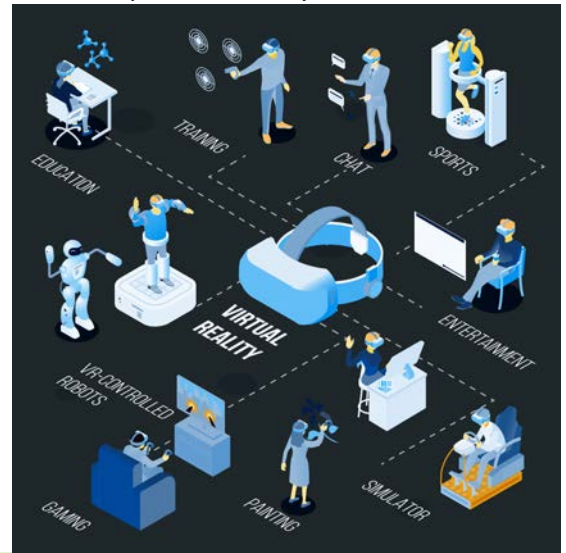 EDUCATION
TRAINING
CHAT
SPORTS
VIRTUAL
REALITY
ENTERTAINMENT
VR-CONTROLLED
ROBOTS
GAMING
PAINTING
SIMULATOR